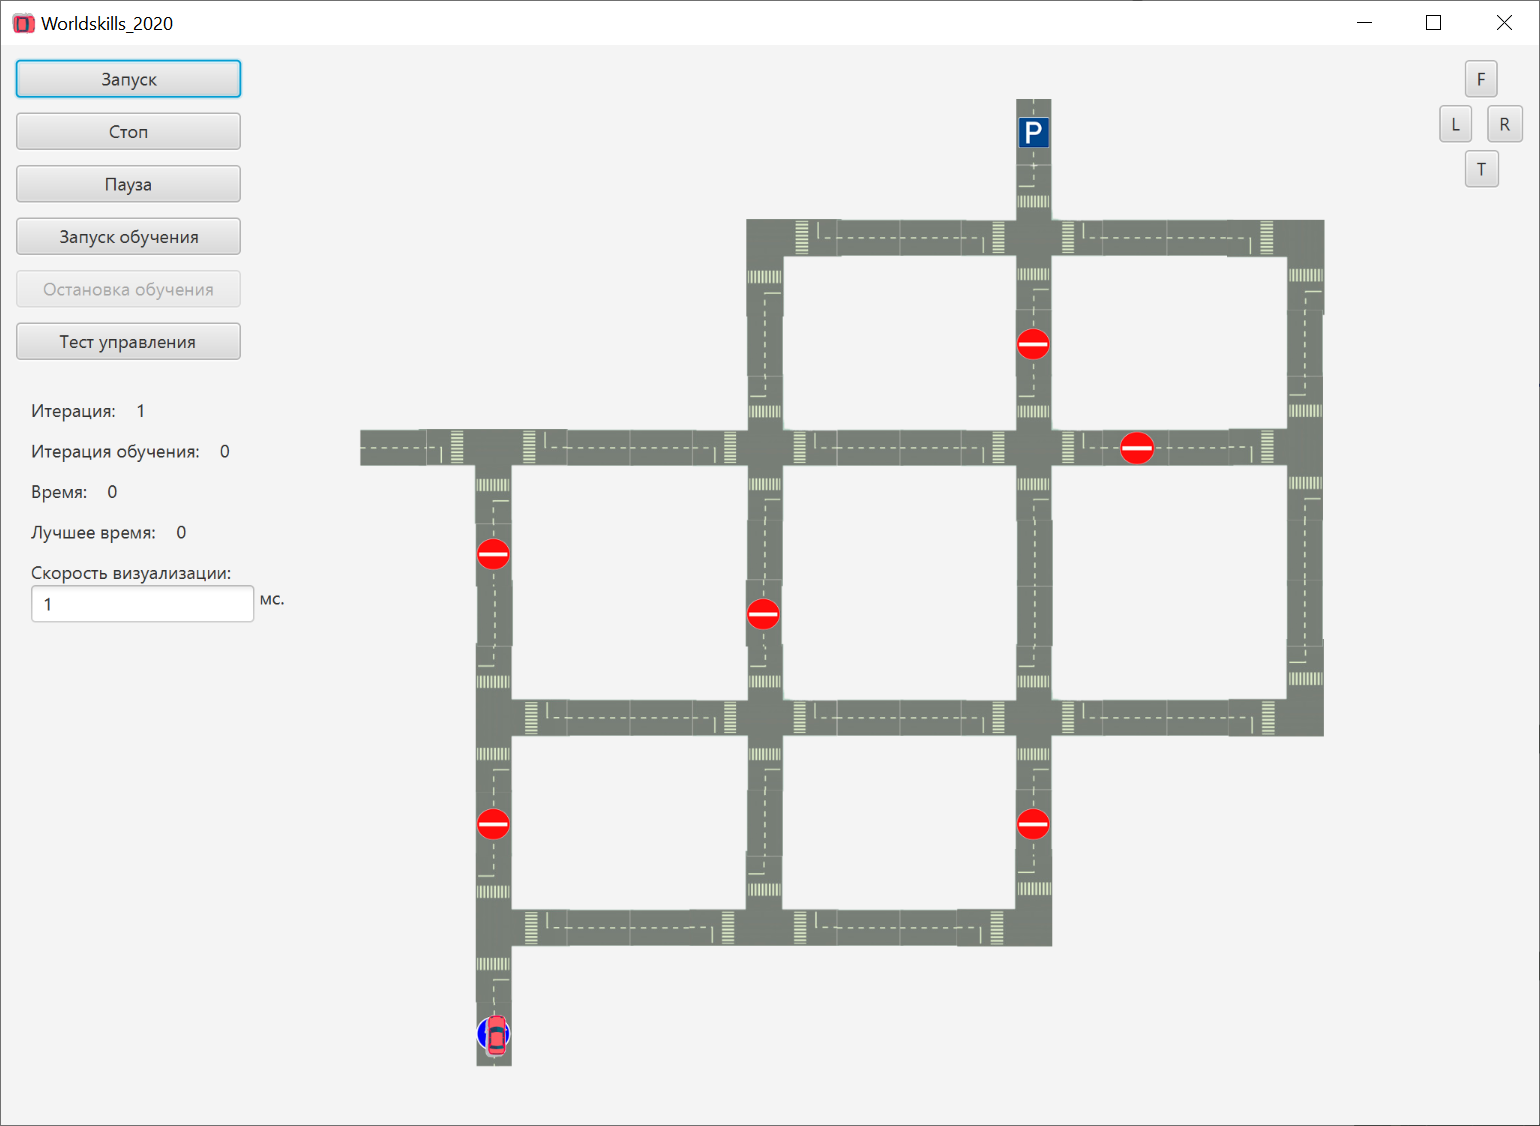 Worldskills_2020
Запуск
Стоп
Пауза
Запуск обучения
Остановка обучения
Тест управления
Итерация: 1
Итерация обучения: 0
Время: 0
Лучшее время: 0
Скорость визуализации:
1 мс.
P
F
L R
T